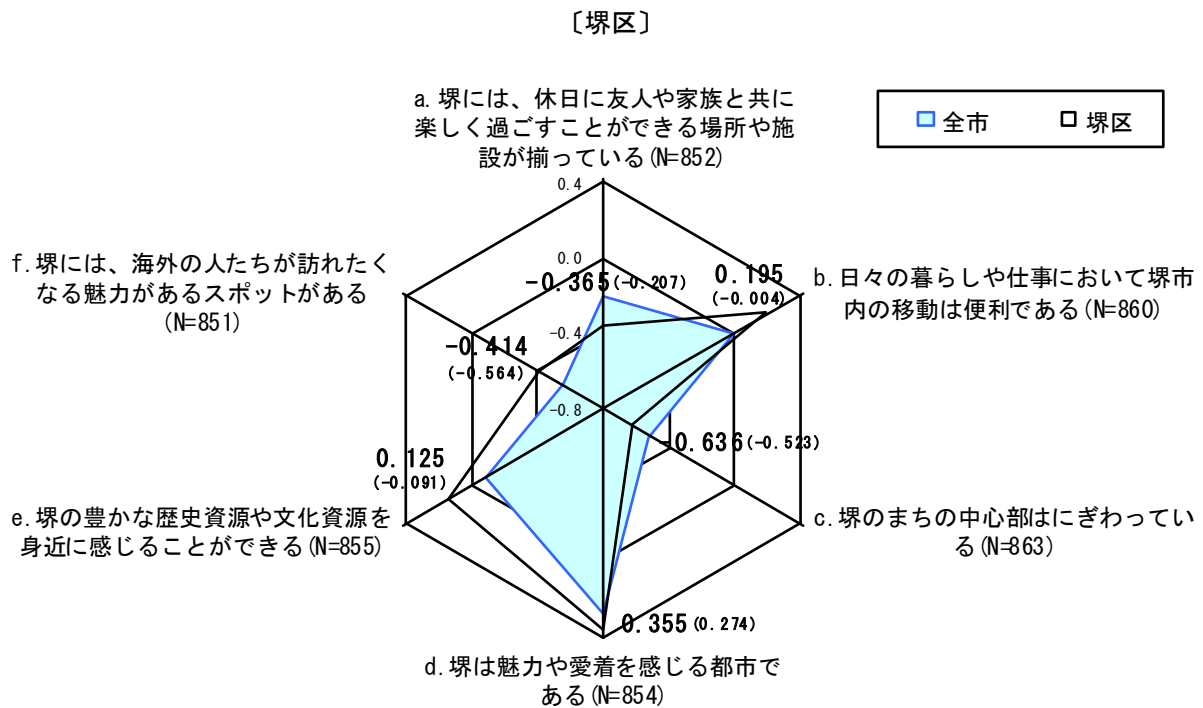 〔堺区〕
a.堺には、休日に友人や家族と共に
楽しく過ごすことができる場所や施
設が揃っている(N=852)
全市
堺区
0.4
0.0
-0.4
-0.8
-0.365(-0.207)
0.195
(-0.004)
b.日々の暮らしや仕事において堺市
内の移動は便利である(N=860)
f.堺には、海外の人たちが訪れたく
なる魅力があるスポットがある
(N=851)
-0.414
(-0.564)
-0.636(-0.523)
0.125
(-0.091)
e.堺の豊かな歴史資源や文化資源を
身近に感じることができる(N=855)
c.堺のまちの中心部はにぎわってい
る(N=863)
0.355(0.274)
d.堺は魅力や愛着を感じる都市で
ある(N=854)